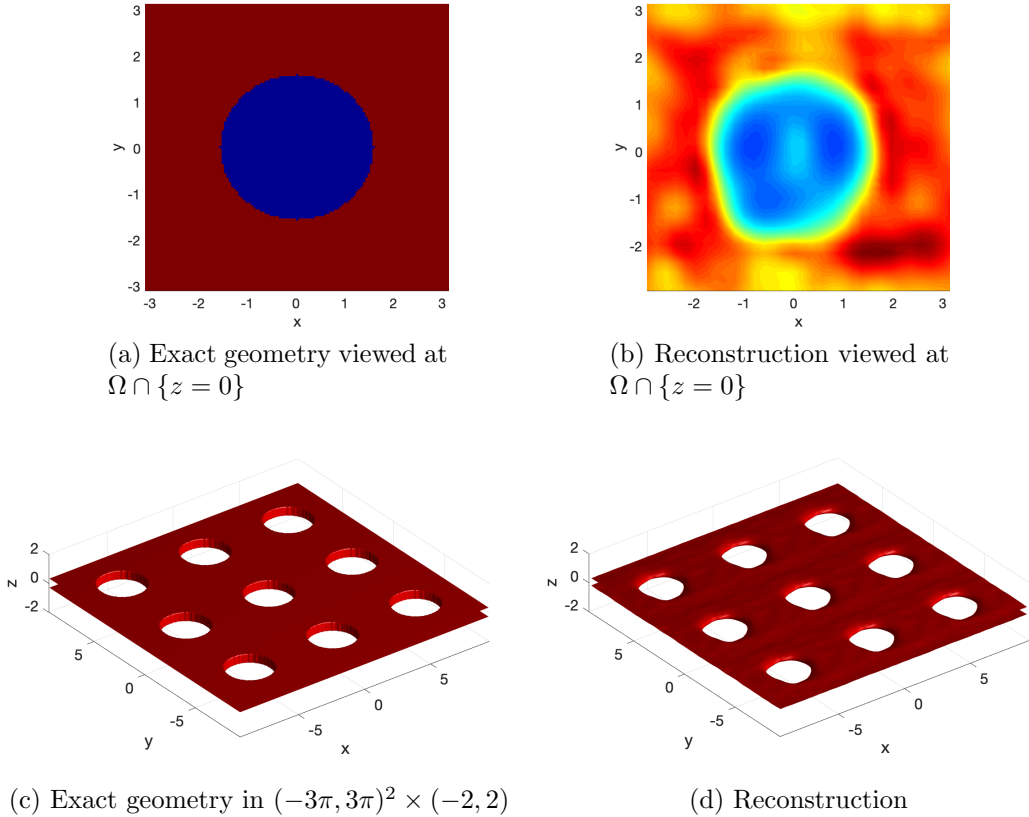 3
2
1
0
-1
-2
-3
y
-3 -2 -1 0 1 2 3
x
(a) Exact geometry viewed at
Ω ∩ {z = 0}
3
2
1
0
-1
-2
y
-2 -1 0 1 2 3
x
(b) Reconstruction viewed at
Ω ∩ {z = 0}
2
0
-2
z
5
0
-5
y
-5
0
5
x
(c) Exact geometry in (−3π, 3π)² × (−2, 2)
2
0
-2
z
5
0
-5
y
-5
0
5
x
(d) Reconstruction